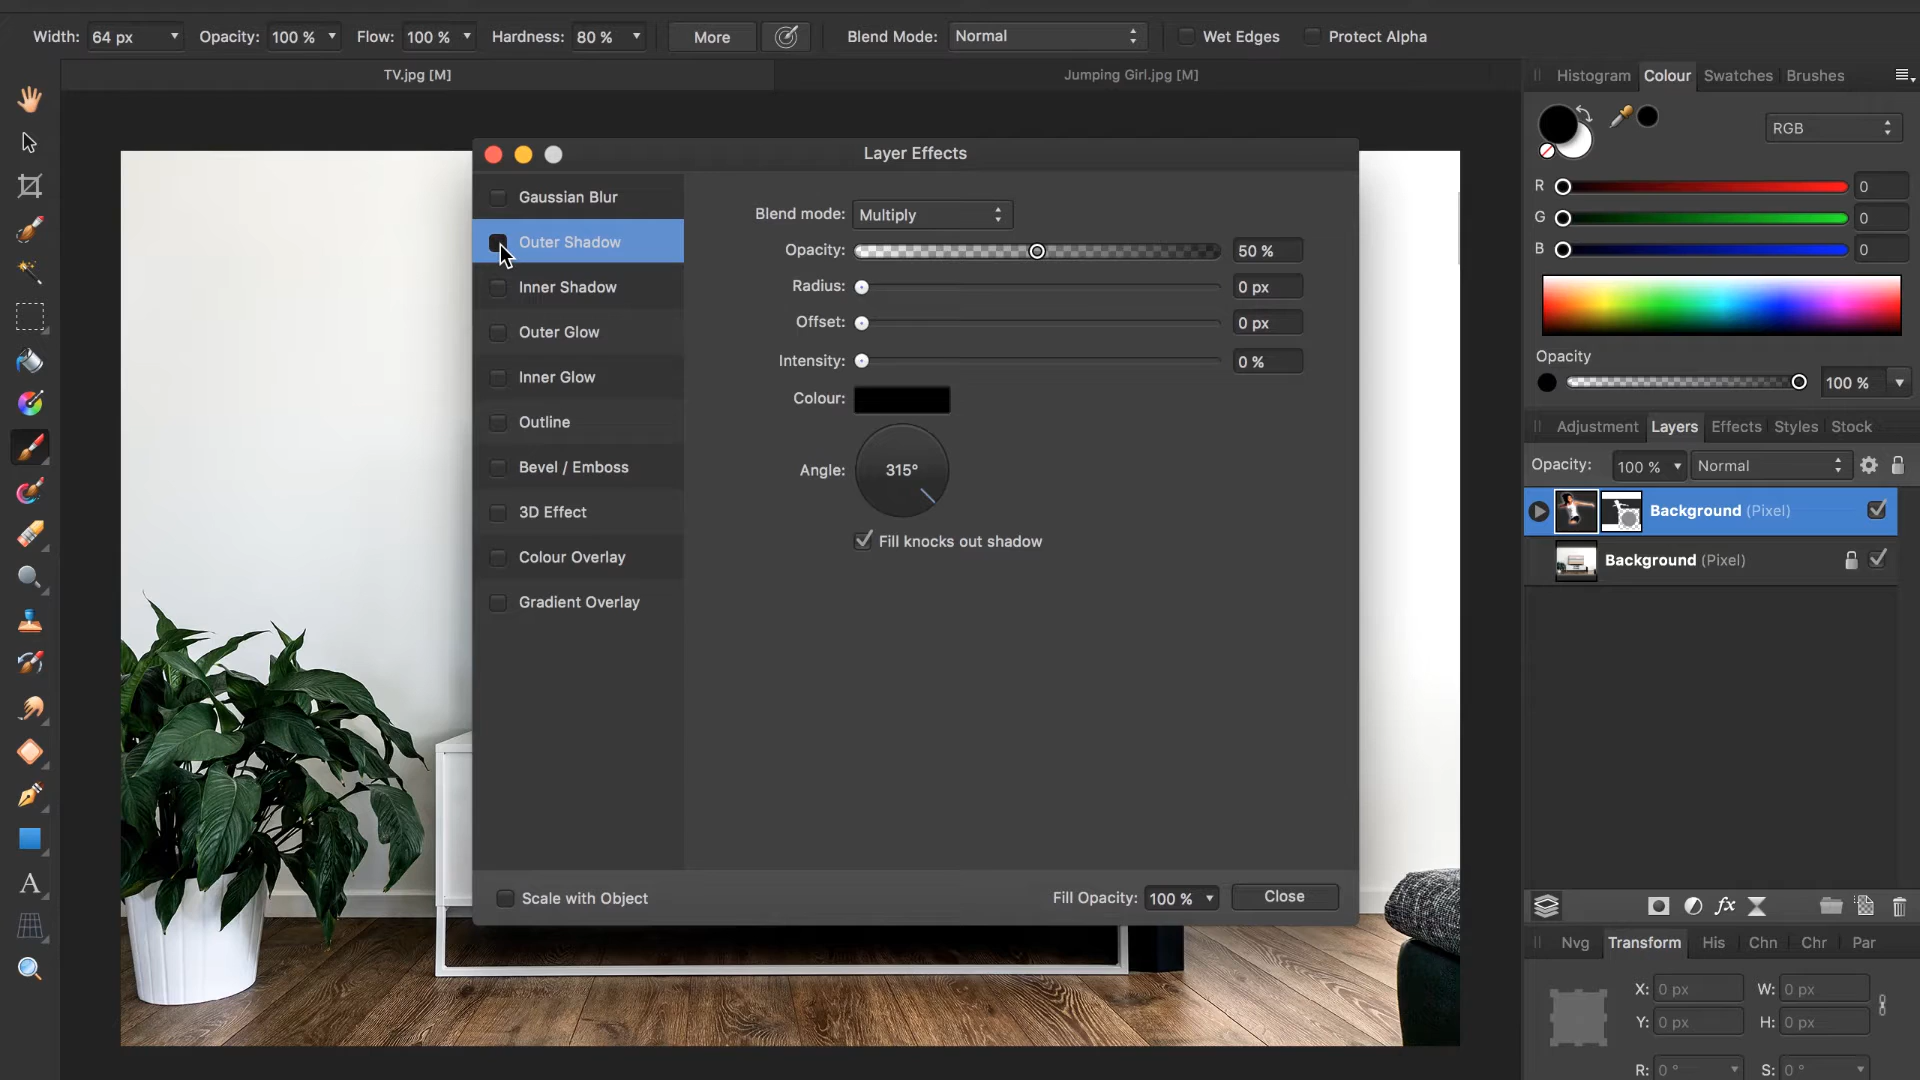 Width: 64 px Opacity: 100 % Flow: 100 % Hardness: 80 % More Blend Mode: Normal Wet Edges Protect Alpha
TV.jpg [M] Jumping Girl.jpg [M]
Histogram Colour Swatches Brushes
RGB
R 0
G 0
B 0
Opacity
100 %
Adjustment Layers Effects Styles Stock
Opacity: 100 % Normal
Background (Pixel)
Background (Pixel)
Layer Effects
Gaussian Blur
Outer Shadow
Inner Shadow
Outer Glow
Inner Glow
Outline
Bevel / Emboss
3D Effect
Colour Overlay
Gradient Overlay
Blend mode: Multiply
Opacity: 50 %
Radius: 0 px
Offset: 0 px
Intensity: 0 %
Colour:
Angle: 315°
Fill knocks out shadow
Scale with Object Fill Opacity: 100 % Close
A
fx
Nvg Transform His Chn Chr Par
X: 0 px W: 0 px
Y: 0 px H: 0 px
R: 0 ° S: 0 °